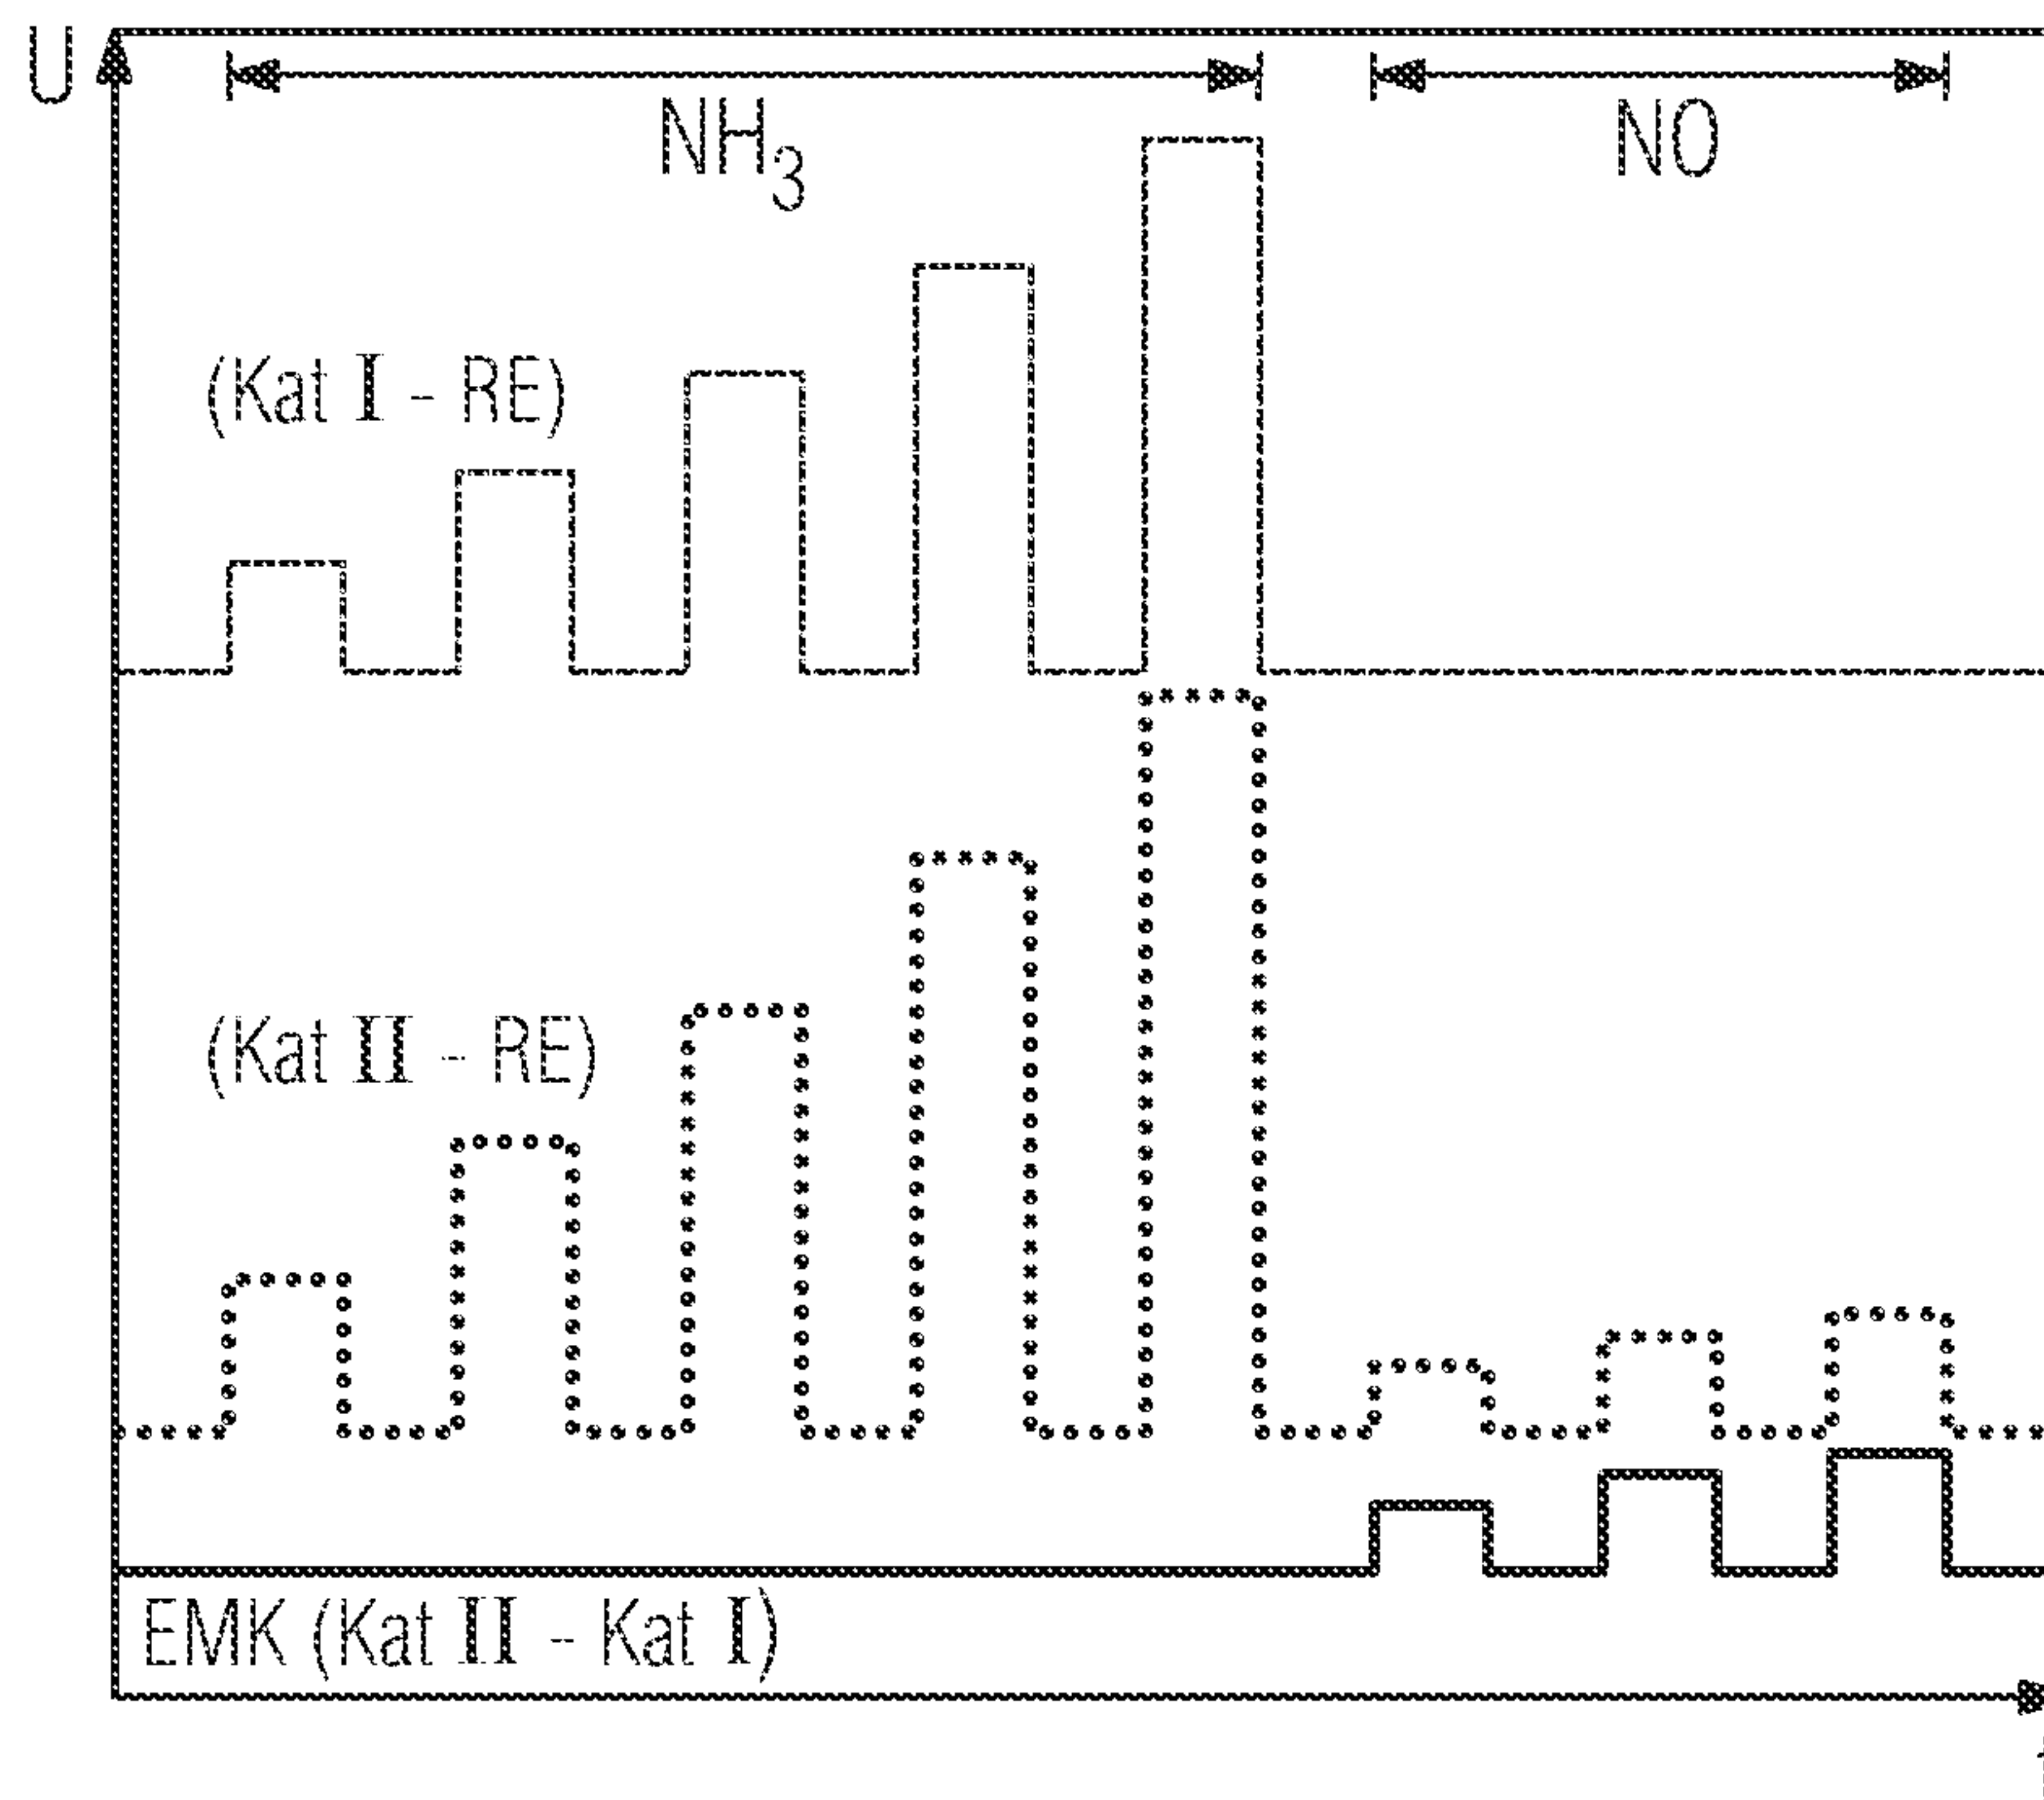 U
NH3
NO
(Kat I - RE)
(Kat II - RE)
EMK (Kat II - Kat I)